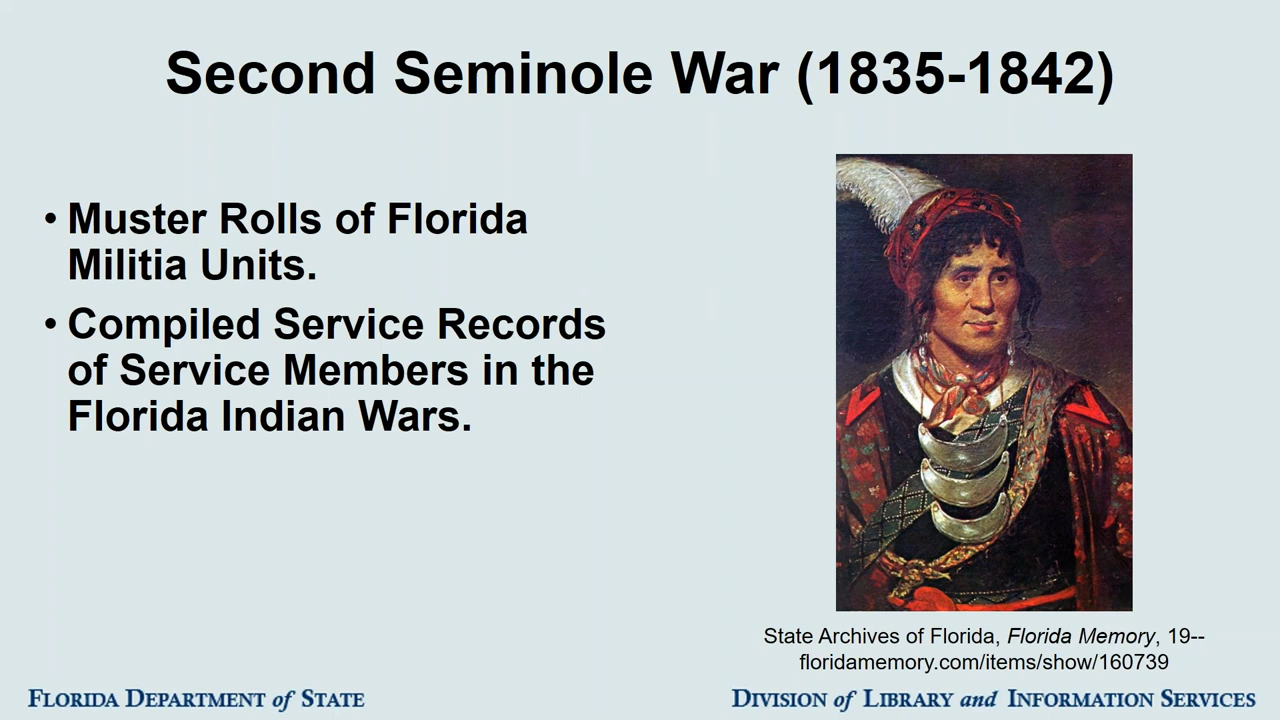 Second Seminole War (1835-1842)
• Muster Rolls of Florida
Militia Units.
• Compiled Service Records
of Service Members in the
Florida Indian Wars.
State Archives of Florida, Florida Memory, 19--
floridamemory.com/items/show/160739
FLORIDA DEPARTMENT of STATE
DIVISION of LIBRARY and INFORMATION SERVICES